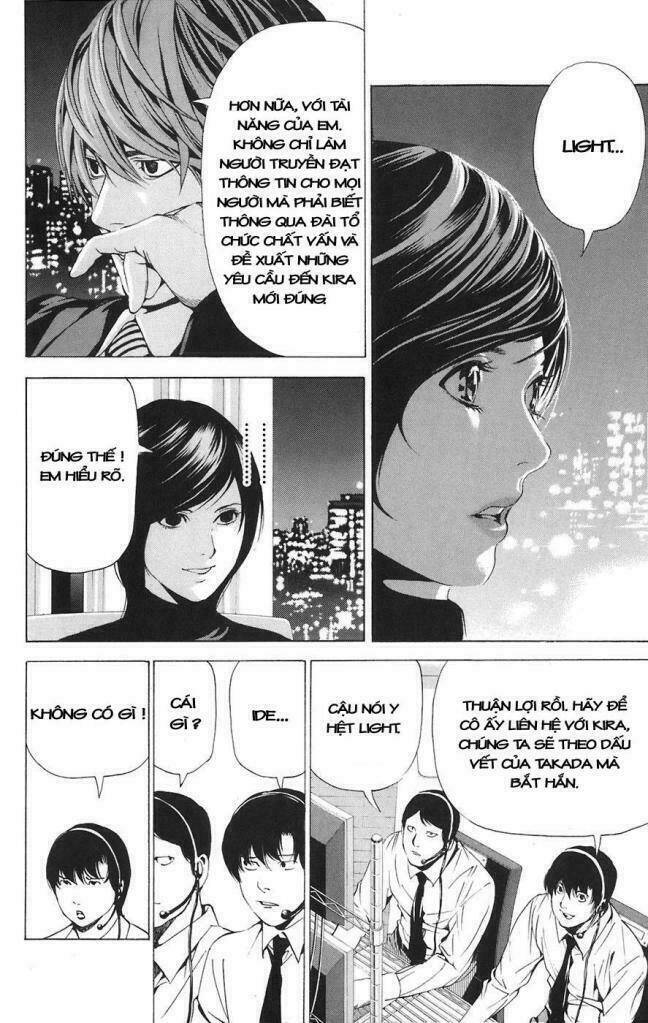 LIGHT...
HƠN NỮA, VỚI TÀI
NĂNG CỦA EM.
KHÔNG CHỈ LÀM
NGƯỜI TRUYỀN ĐẠT
THÔNG TIN CHO MỌI
NGƯỜI MÀ PHẢI BIẾT
THÔNG QUA ĐÀI TỔ
CHỨC CHẤT VẤN VÀ
ĐỀ XUẤT NHỮNG
YÊU CẦU ĐẾN KIRA
MỚI ĐÚNG.
ĐÚNG THẾ !
EM HIỂU RÕ.
THUẬN LỢI RỒI. HÃY ĐỂ
CÔ ẤY LIÊN HỆ VỚI KIRA,
CHÚNG TA SẼ THEO DẤU
VẾT CỦA TAKADA MÀ
BẮT HẮN.
CẬU NÓI Y
HỆT LIGHT.
IDE...
CÁI
GÌ ?
KHÔNG CÓ GÌ !